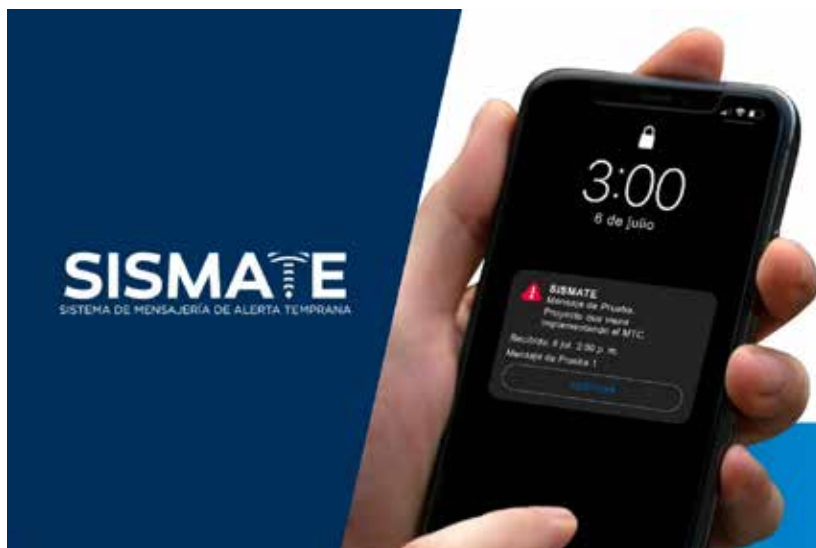 SISMATE
SISTEMA DE MENSAJERÍA DE ALERTA TEMPRANA
3:00
6 de julio
SISMATE
Mensaje de Prueba.
Proyecto que viene
implementando el MTC.
Recibido: 6 jul. 3:00 p. m.
Mensaje de Prueba 1